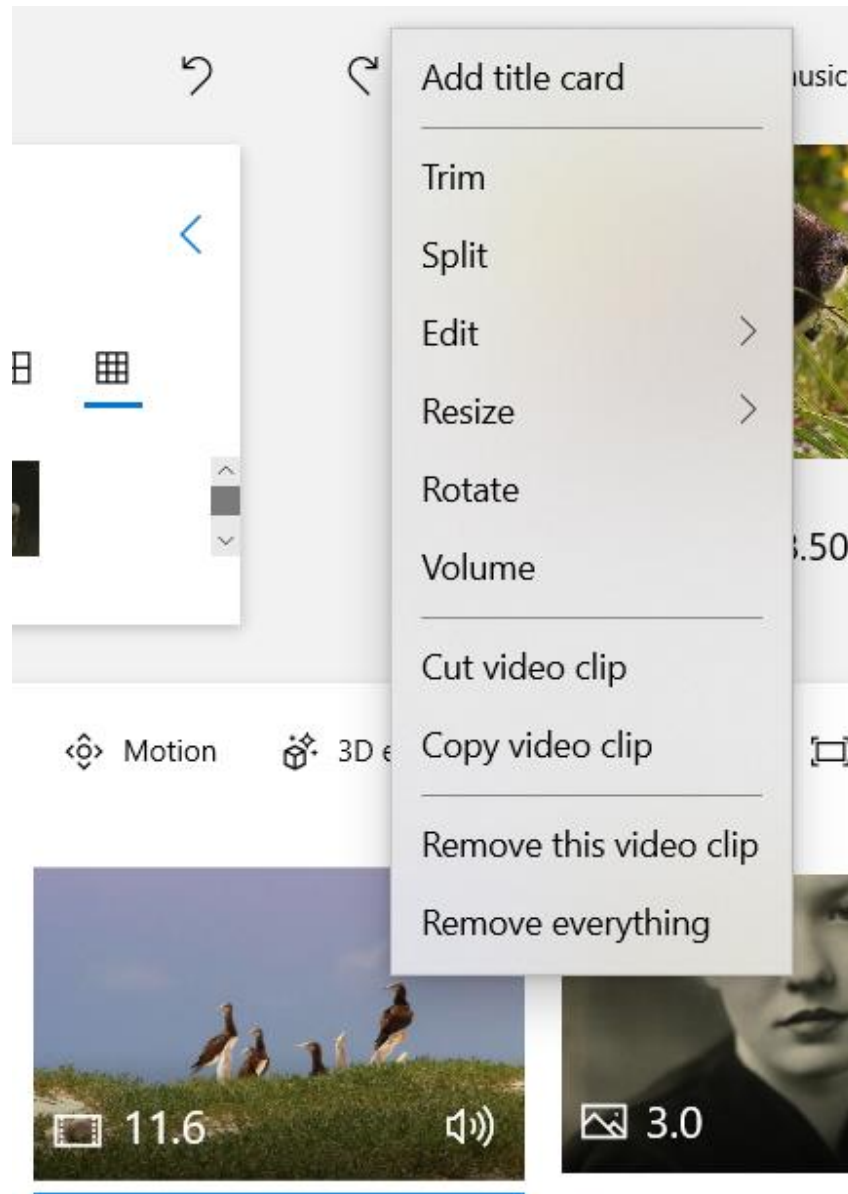 Add title card
Trim
Split
Edit
Resize
Rotate
Volume
Cut video clip
Copy video clip
Remove this video clip
Remove everything
Motion
3D
11.6
3.0